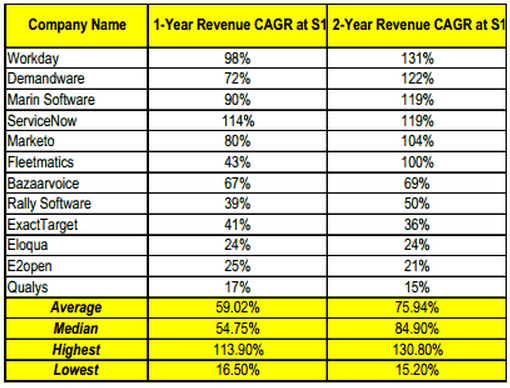 Company Name 1-Year Revenue CAGR at S1 2-Year Revenue CAGR at S1
Workday 98% 131%
Demandware 72% 122%
Marin Software 90% 119%
ServiceNow 114% 119%
Marketo 80% 104%
Fleetmatics 43% 100%
Bazaarvoice 67% 69%
Rally Software 39% 50%
ExactTarget 41% 36%
Eloqua 24% 24%
E2open 25% 21%
Qualys 17% 15%
Average 59.02% 75.94%
Median 54.75% 84.90%
Highest 113.90% 130.80%
Lowest 16.50% 15.20%